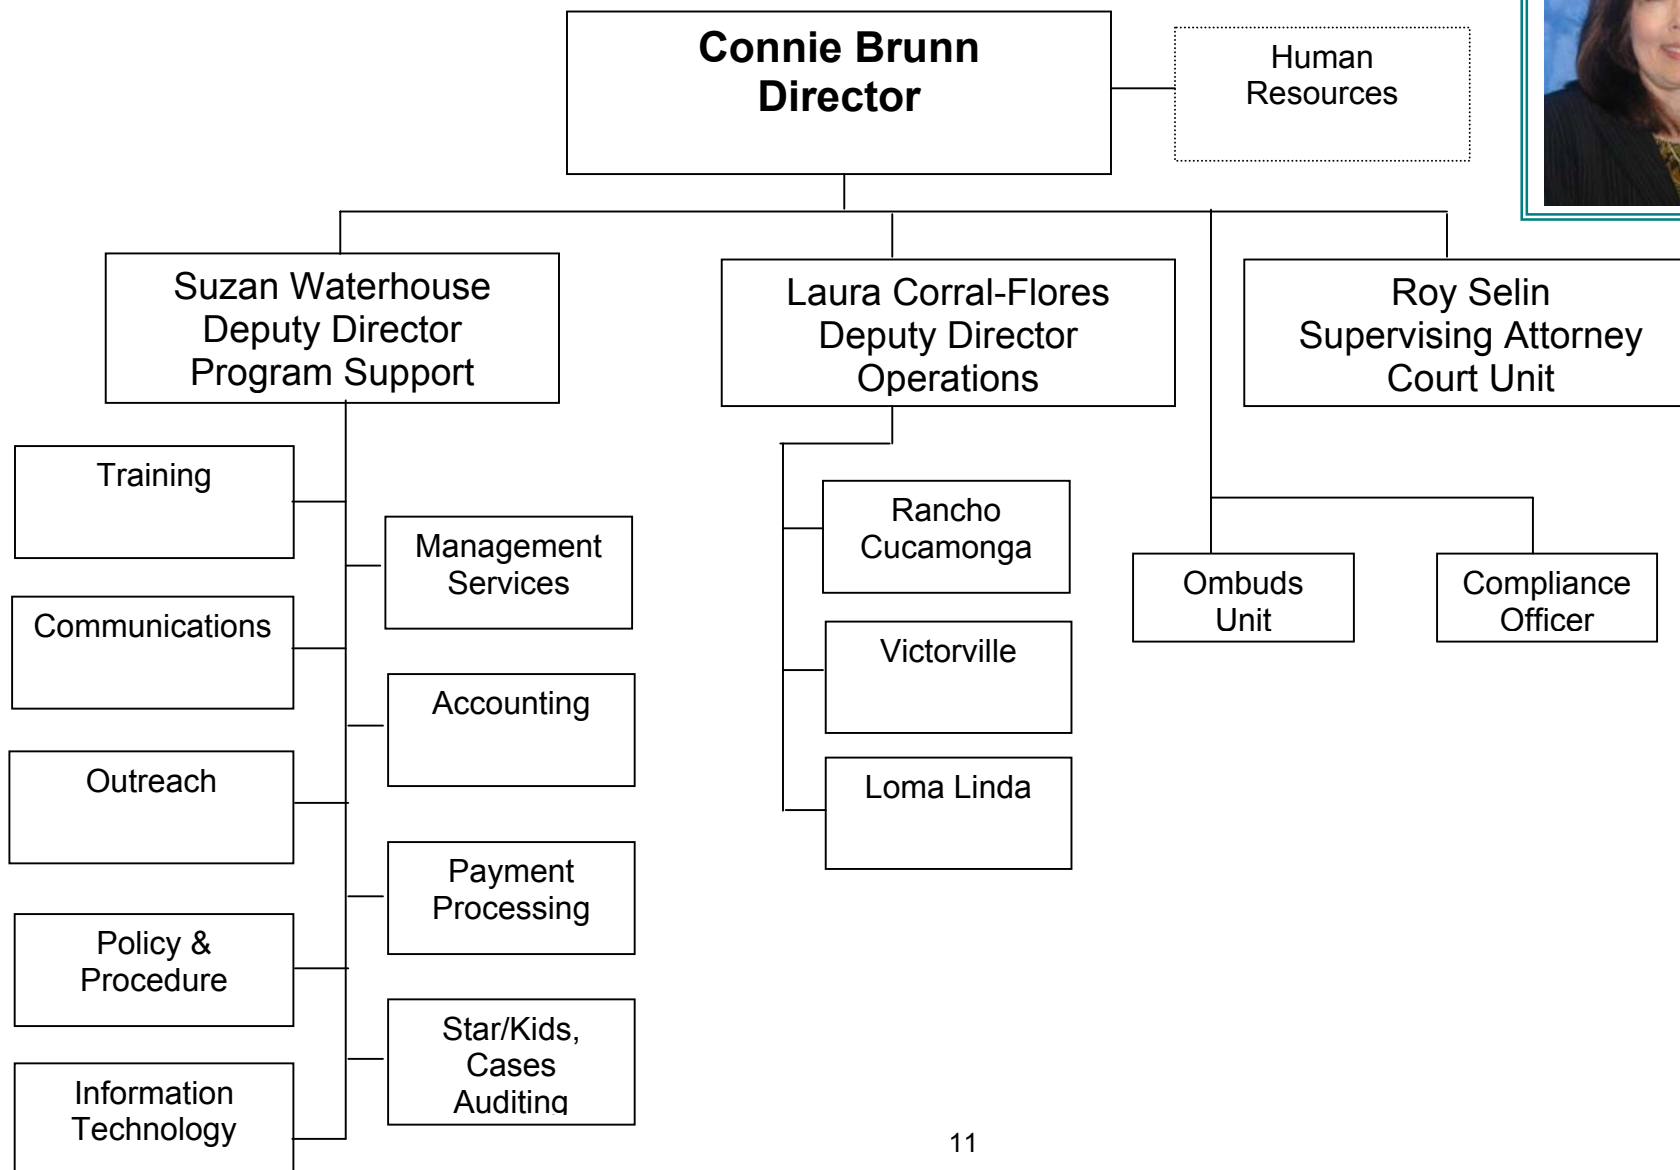 Connie Brunn
Director
Human
Resources
Suzan Waterhouse
Deputy Director
Program Support
Laura Corral-Flores
Deputy Director
Operations
Roy Selin
Supervising Attorney
Court Unit
Training
Management
Services
Communications
Accounting
Outreach
Payment
Processing
Policy &
Procedure
Star/Kids,
Cases
Auditing
Information
Technology
Rancho
Cucamonga
Victorville
Loma Linda
Ombuds
Unit
Compliance
Officer
11